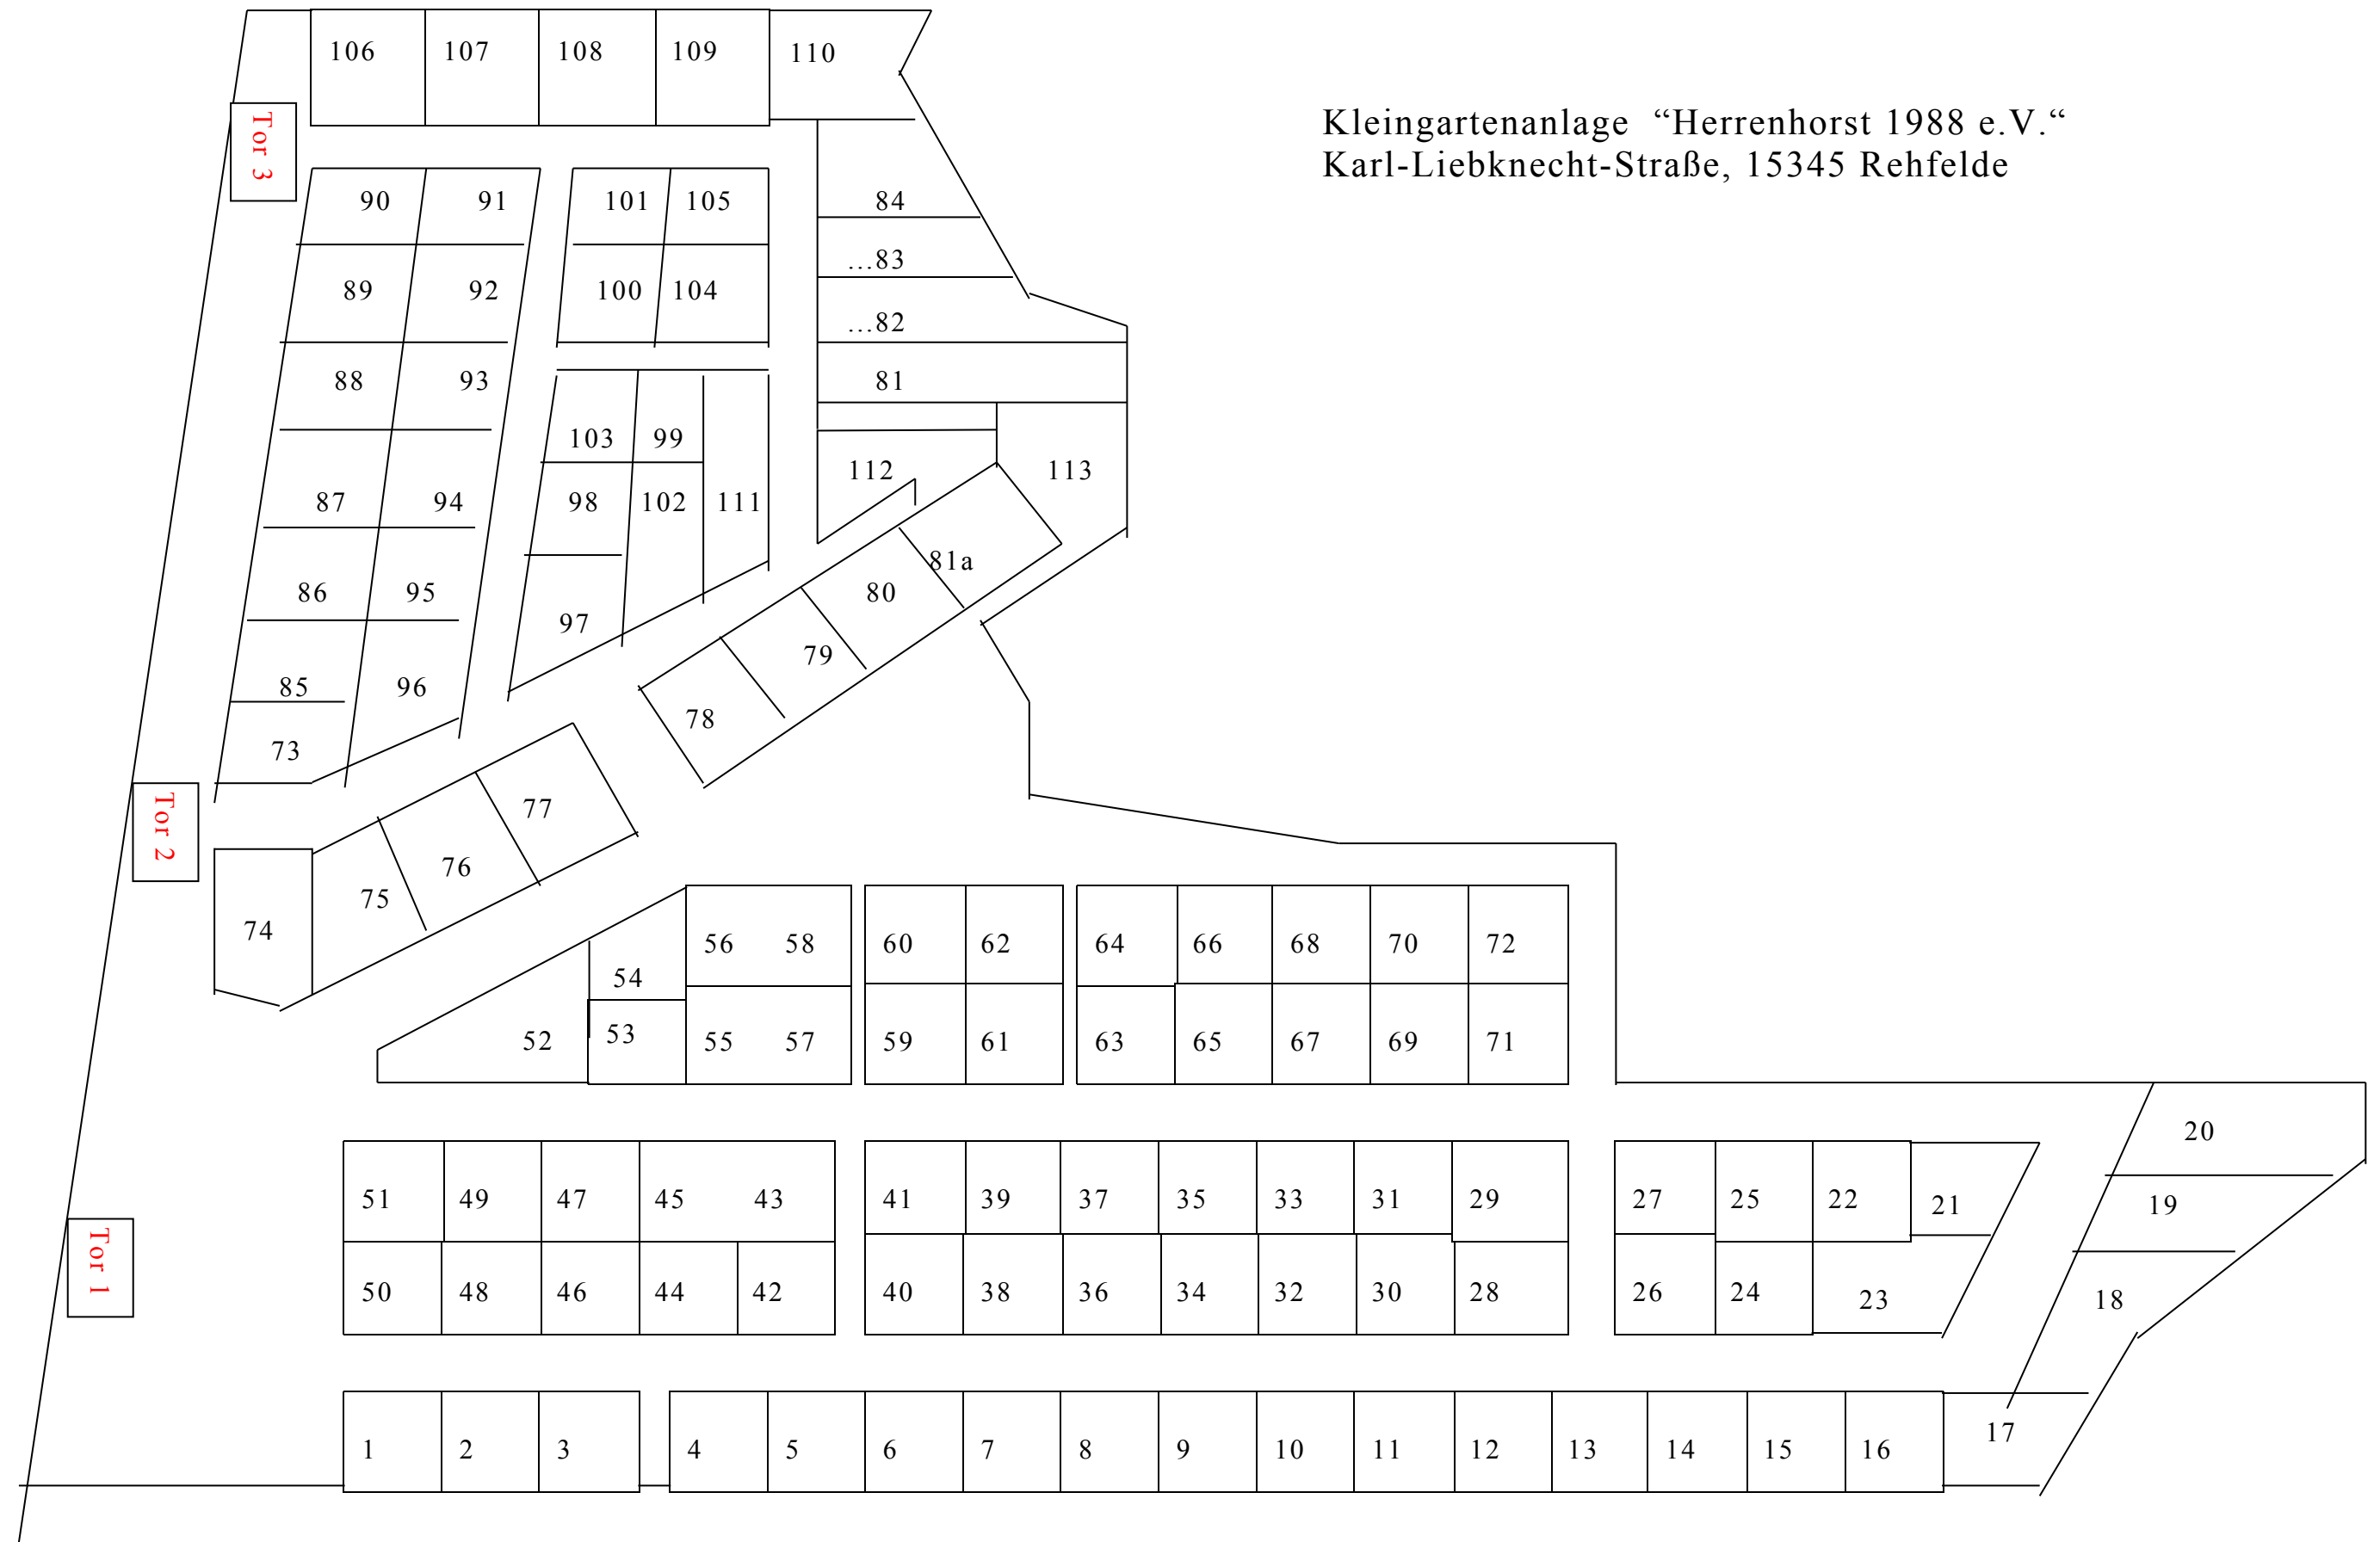 106 107 108 109 110
Kleingartenanlage “Herrenhorst 1988 e.V.“
Karl-Liebknecht-Straße, 15345 Rehfelde
Tor 3
90 91 101 105 84
...83
89 92 100 104
...82
88 93 81
103 99
112 113
87 94 98 102 111
81a
86 95 80
97
79
85 96
78
73
Tor 2
77
76
75
74
56 58 60 62 64 66 68 70 72
54
53
52 55 57 59 61 63 65 67 69 71
20
51 49 47 45 43 41 39 37 35 33 31 29 27 25 22 21 19
Tor 1
50 48 46 44 42 40 38 36 34 32 30 28 26 24 23 18
17
1 2 3 4 5 6 7 8 9 10 11 12 13 14 15 16